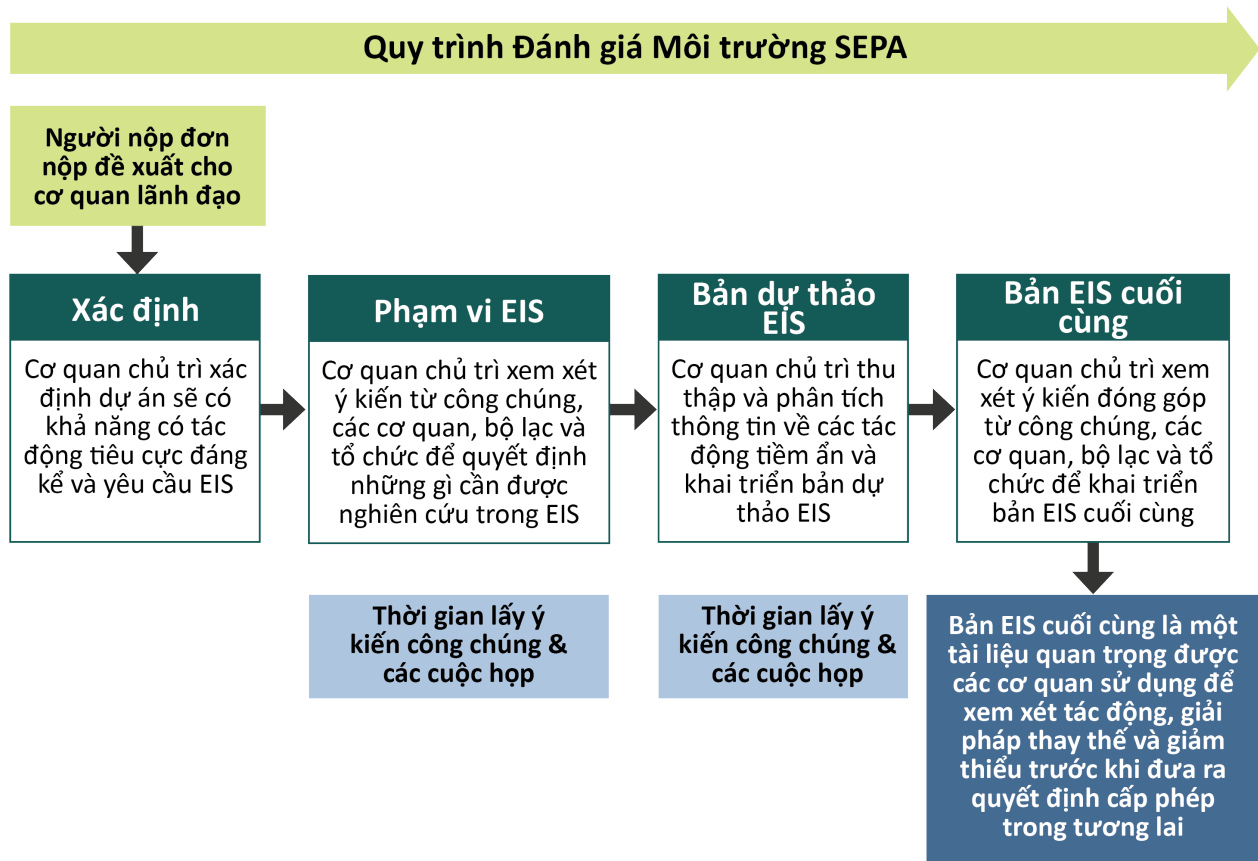 Quy trình Đánh giá Môi trường SEPA
Người nộp đơn
nộp đề xuất cho
cơ quan lãnh đạo
Xác định
Cơ quan chủ trì xác
định dự án sẽ có
khả năng có tác
động tiêu cực đáng
kể và yêu cầu EIS
Phạm vi EIS
Cơ quan chủ trì xem xét
ý kiến từ công chúng,
các cơ quan, bộ lạc và
tổ chức để quyết định
những gì cần được
nghiên cứu trong EIS
Thời gian lấy ý
kiến công chúng &
các cuộc họp
Bản dự thảo
EIS
Cơ quan chủ trì thu
thập và phân tích
thông tin về các tác
động tiềm ẩn và
khai triển bản dự
thảo EIS
Thời gian lấy ý
kiến công chúng &
các cuộc họp
Bản EIS cuối
cùng
Cơ quan chủ trì xem
xét ý kiến đóng góp
từ công chúng, các
cơ quan, bộ lạc và tổ
chức để khai triển
bản EIS cuối cùng
Bản EIS cuối cùng là một
tài liệu quan trọng được
các cơ quan sử dụng để
xem xét tác động, giải
pháp thay thế và giảm
thiểu trước khi đưa ra
quyết định cấp phép
trong tương lai